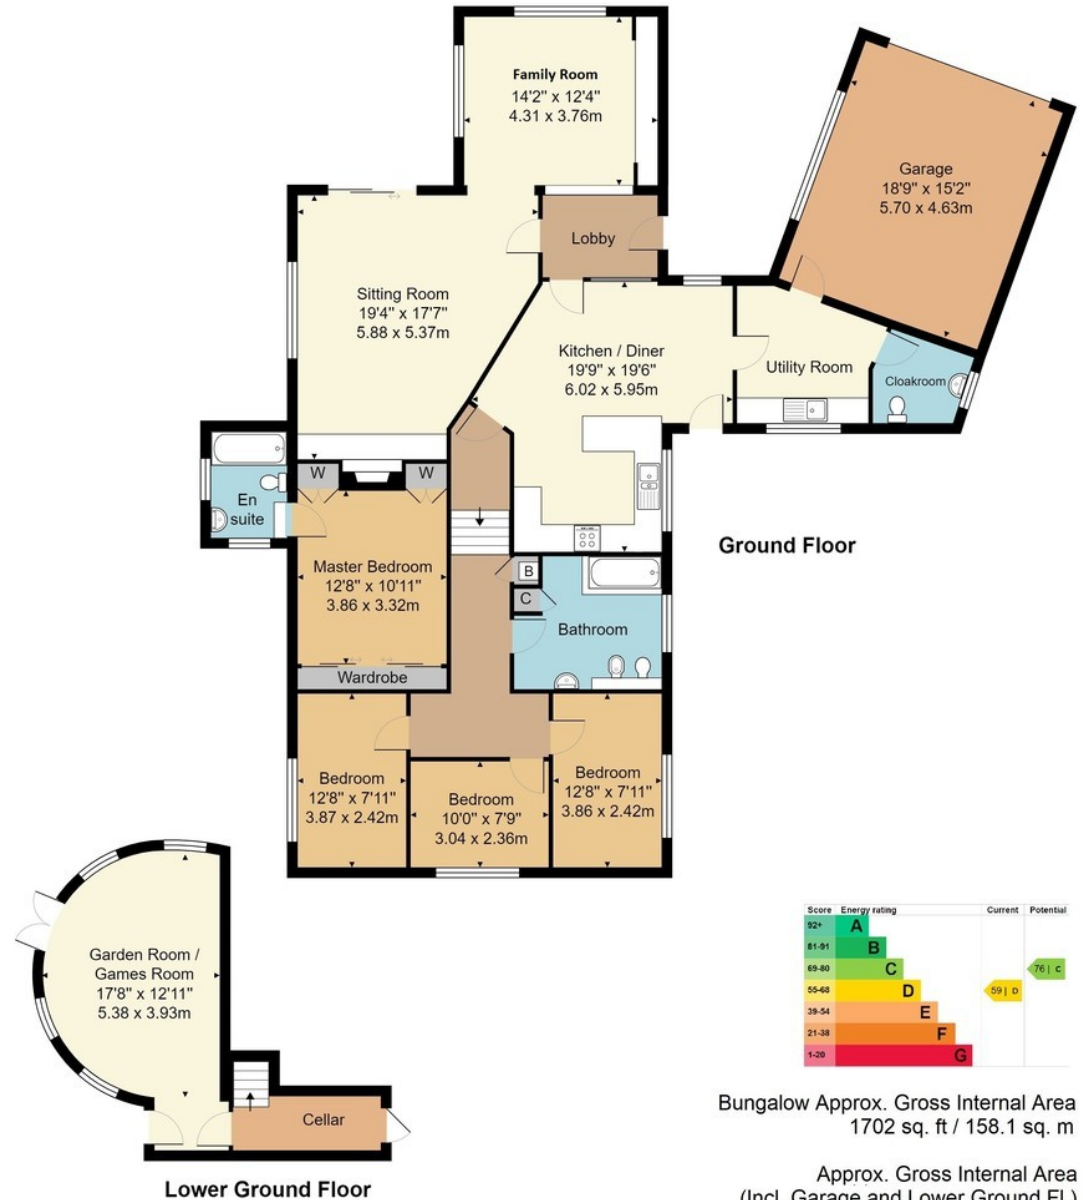 Family Room
14'2" x 12'4"
4.31 x 3.76m
Garage
18'9" x 15'2"
5.70 x 4.63m
Lobby
Sitting Room
19'4" x 17'7"
5.88 x 5.37m
Kitchen / Diner
19'9" x 19'6"
6.02 x 5.95m
Utility Room
Cloakroom
W
W
En
suite
Master Bedroom
12'8" x 10'11"
3.86 x 3.32m
Wardrobe
B
C
Bathroom
Ground Floor
Bedroom
12'8" x 7'11"
3.87 x 2.42m
Bedroom
10'0" x 7'9"
3.04 x 2.36m
Bedroom
12'8" x 7'11"
3.86 x 2.42m
Garden Room /
Games Room
17'8" x 12'11"
5.38 x 3.93m
Cellar
Lower Ground Floor
Score Energy rating Current Potential
92+ A
81-91 B
69-80 C 76 | C
55-68 D 59 | D
39-54 E
21-38 F
1-20 G
Bungalow Approx. Gross Internal Area
1702 sq. ft / 158.1 sq. m
Approx. Gross Internal Area
(Incl. Garage and Lower Ground Fl.)